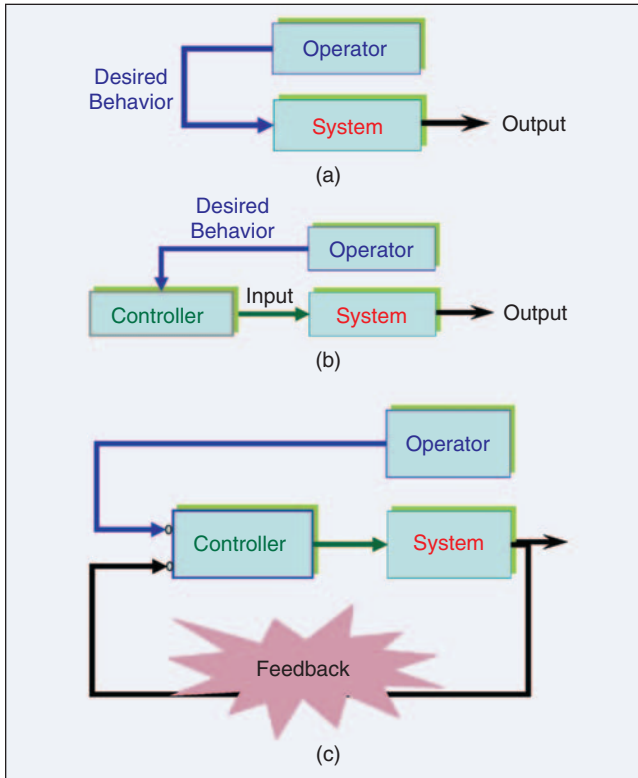 Operator
Desired
Behavior
System
Output
(a)
Desired
Behavior
Operator
Input
Controller
System
Output
(b)
Operator
Controller
System
Feedback
(c)